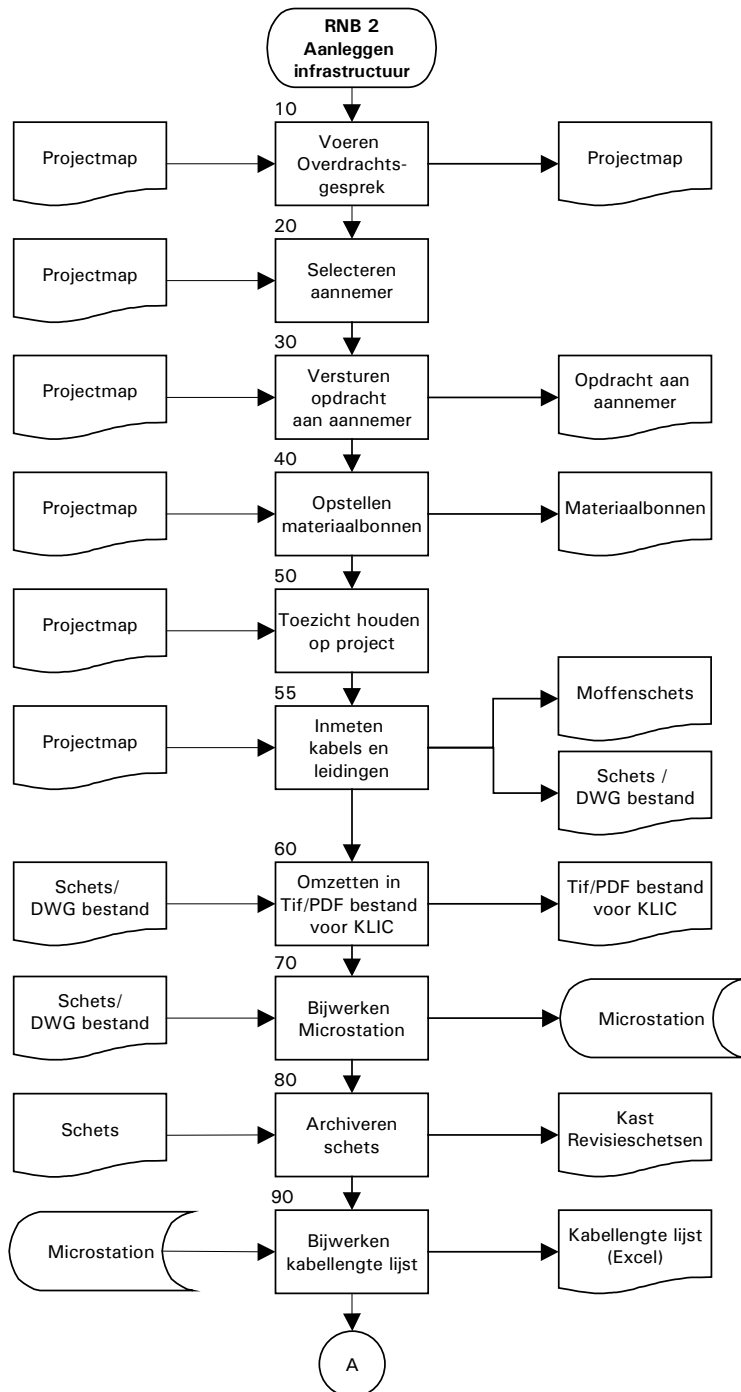 RNB 2
Aanleggen
infrastructuur
10
Projectmap
Voeren
Overdrachts-
gesprek
Projectmap
20
Projectmap
Selecteren
aannemer
30
Projectmap
Versturen
opdracht
aan aannemer
Opdracht aan
aannemer
40
Projectmap
Opstellen
materiaalbonnen
Materiaalbonnen
50
Projectmap
Toezicht houden
op project
55
Projectmap
Inmeten
kabels en
leidingen
Moffenschets
Schets /
DWG bestand
60
Schets/
DWG bestand
Omzetten in
Tif/PDF bestand
voor KLIC
Tif/PDF bestand
voor KLIC
70
Schets/
DWG bestand
Bijwerken
Microstation
Microstation
80
Schets
Archiveren
schets
Kast
Revisieschetsen
90
Microstation
Bijwerken
kabellengte lijst
Kabellengte lijst
(Excel)
A